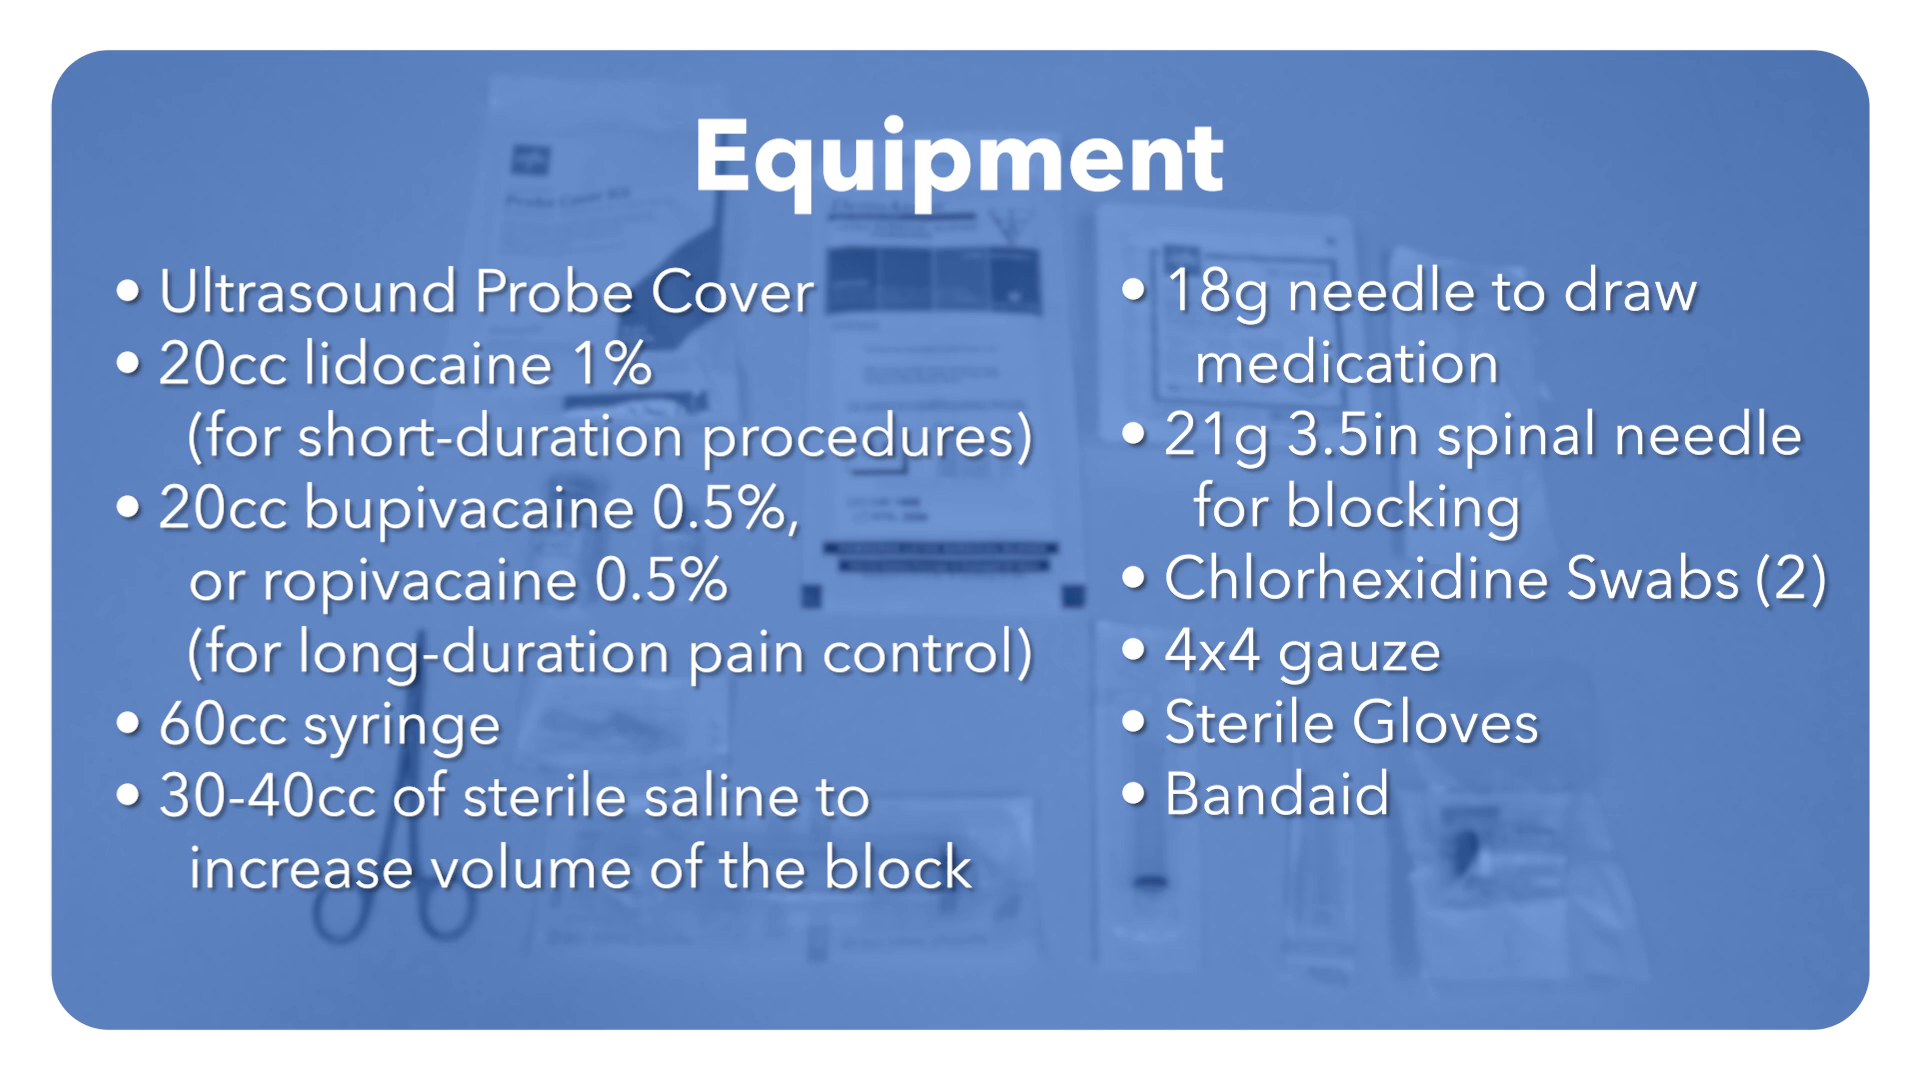 Equipment
• Ultrasound Probe Cover
• 20cc lidocaine 1%
(for short-duration procedures)
• 20cc bupivacaine 0.5%,
or ropivacaine 0.5%
(for long-duration pain control)
• 60cc syringe
• 30-40cc of sterile saline to
increase volume of the block
• 18g needle to draw
medication
• 21g 3.5in spinal needle
for blocking
• Chlorhexidine Swabs (2)
• 4x4 gauze
• Sterile Gloves
• Bandaid
Probe Cover Kit